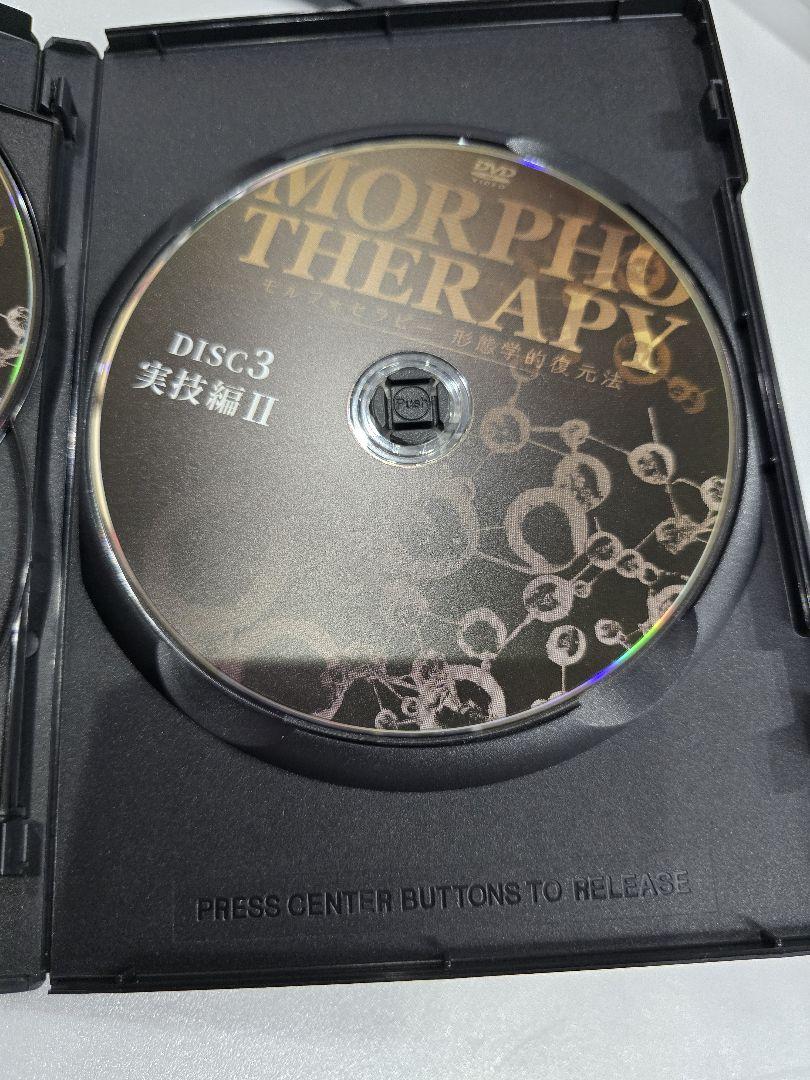 DVD
VIDEO
MORPHO
THERAPY
モルフォセラピー 形態学的復元法
DISC3
実技編II
Push
PRESS CENTER BUTTONS TO RELEASE